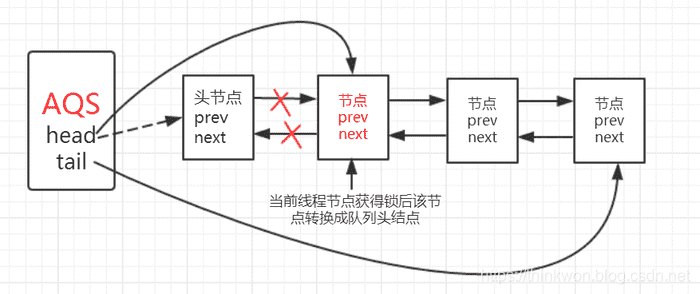 AQS
head
tail
头节点
prev
next
节点
prev
next
节点
prev
next
节点
prev
next
当前线程节点获得锁后该节
点转换成队列头结点
https://thinkwon.blog.csdn.net